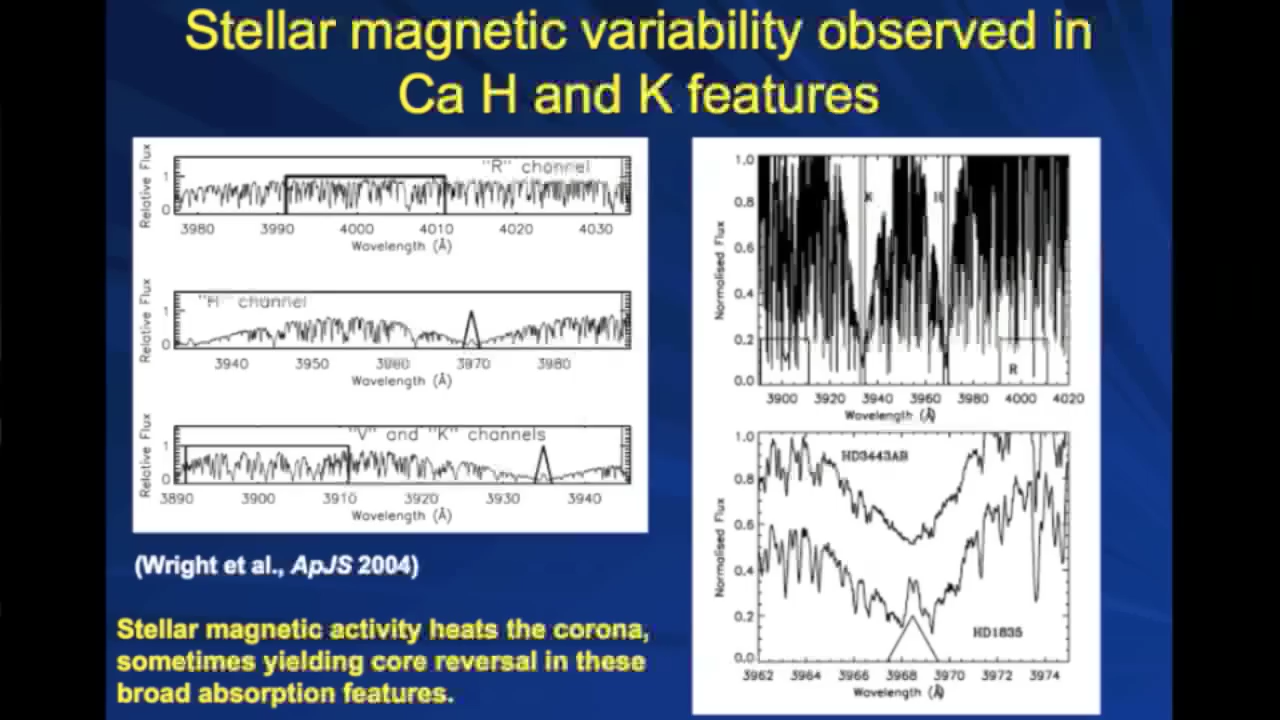 Stellar magnetic variability observed in
Ca H and K features
"R" channel
Relative Flux
1
0
3980 3990 4000 4010 4020 4030
Wavelength (Å)
"H" channel
Relative Flux
1
0
3940 3950 3960 3970 3980
Wavelength (Å)
"V" and "K" channels
Relative Flux
1
0
3890 3900 3910 3920 3930 3940
Wavelength (Å)
(Wright et al., ApJS 2004)
Stellar magnetic activity heats the corona,
sometimes yielding core reversal in these
broad absorption features.
Normalised Flux
1.0
0.8
0.6
0.4
0.2
0.0
K H
V R
3900 3920 3940 3960 3980 4000 4020
Wavelength (Å)
Normalised Flux
1.0
0.8
0.6
0.4
0.2
0.0
HD3443AB
HD1835
3962 3964 3966 3968 3970 3972 3974
Wavelength (Å)